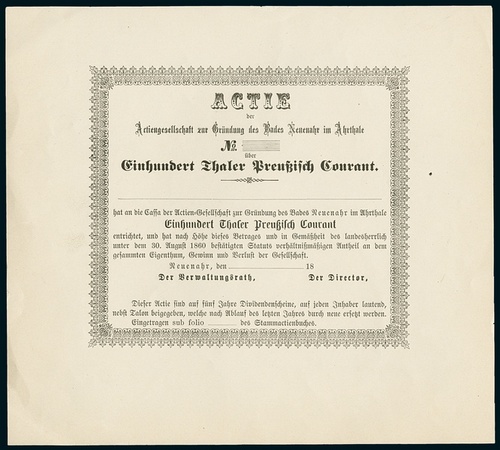 ACTIE
der
Actiengesellschaft zur Gründung des Bades Neuenahr im Ahrthale
No
über
Einhundert Thaler Preußisch Courant.
hat an die Cassa der Actien-Gesellschaft zur Gründung des Bades Neuenahr im Ahrthale
Einhundert Thaler Preußisch Courant
entrichtet, und hat nach Höhe dieses Betrages und in Gemäßheit des landesherrlich
unter dem 30. August 1860 bestätigten Statuts verhältnißmäßigen Antheil an dem
gesammten Eigenthum, Gewinn und Verlust der Gesellschaft.
Neuenahr, den 18
Der Verwaltungsrath, Der Director,
Dieser Actie sind auf fünf Jahre Dividendenscheine, auf jeden Inhaber lautend,
nebst Talon beigegeben, welche nach Ablauf des letzten Jahres durch neue ersetzt werden.
Eingetragen sub folio des Stammactienbuches.